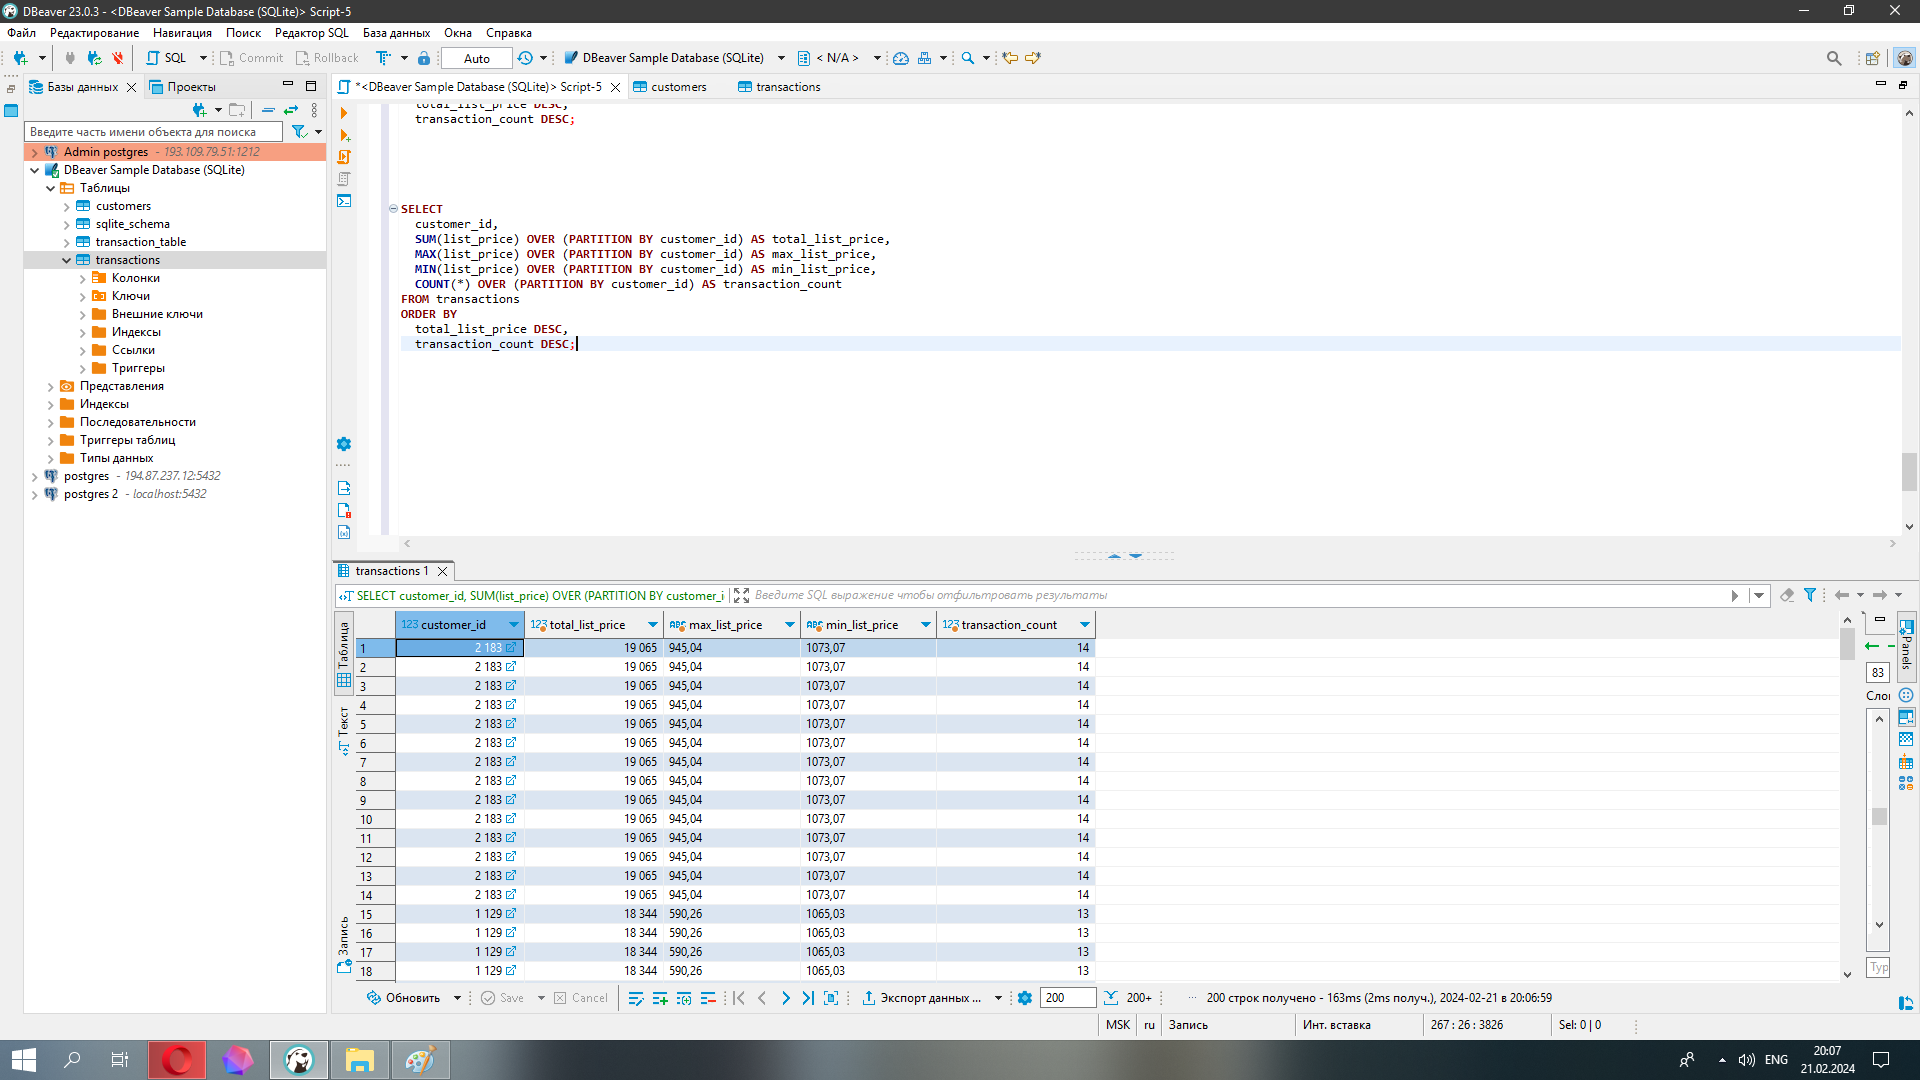 DBeaver 23.0.3 - <DBeaver Sample Database (SQLite)> Script-5
Файл Редактирование Навигация Поиск Редактор SQL База данных Окна Справка
SQL Commit Rollback Auto DBeaver Sample Database (SQLite) < N/A >
Базы данных Проекты
*<DBeaver Sample Database (SQLite)> Script-5 customers transactions
Введите часть имени объекта для поиска
Admin postgres - 193.109.79.51:1212
DBeaver Sample Database (SQLite)
Таблицы
customers
sqlite_schema
transaction_table
transactions
Колонки
Ключи
Внешние ключи
Индексы
Ссылки
Триггеры
Представления
Индексы
Последовательности
Триггеры таблиц
Типы данных
postgres - 194.87.237.12:5432
postgres 2 - localhost:5432
total_list_price DESC,
transaction_count DESC;
SELECT
customer_id,
SUM(list_price) OVER (PARTITION BY customer_id) AS total_list_price,
MAX(list_price) OVER (PARTITION BY customer_id) AS max_list_price,
MIN(list_price) OVER (PARTITION BY customer_id) AS min_list_price,
COUNT(*) OVER (PARTITION BY customer_id) AS transaction_count
FROM transactions
ORDER BY
total_list_price DESC,
transaction_count DESC;
transactions 1
SELECT customer_id, SUM(list_price) OVER (PARTITION BY customer_i Введите SQL выражение чтобы отфильтровать результаты
Таблица
Текст
Запись
123 customer_id 123 total_list_price ABC max_list_price ABC min_list_price 123 transaction_count
1 2 183 19 065 945,04 1073,07 14
2 2 183 19 065 945,04 1073,07 14
3 2 183 19 065 945,04 1073,07 14
4 2 183 19 065 945,04 1073,07 14
5 2 183 19 065 945,04 1073,07 14
6 2 183 19 065 945,04 1073,07 14
7 2 183 19 065 945,04 1073,07 14
8 2 183 19 065 945,04 1073,07 14
9 2 183 19 065 945,04 1073,07 14
10 2 183 19 065 945,04 1073,07 14
11 2 183 19 065 945,04 1073,07 14
12 2 183 19 065 945,04 1073,07 14
13 2 183 19 065 945,04 1073,07 14
14 2 183 19 065 945,04 1073,07 14
15 1 129 18 344 590,26 1065,03 13
16 1 129 18 344 590,26 1065,03 13
17 1 129 18 344 590,26 1065,03 13
18 1 129 18 344 590,26 1065,03 13
Panels
83
Сло
Тур
Обновить Save Cancel Экспорт данных ... 200 200+ ··· 200 строк получено - 163ms (2ms получ.), 2024-02-21 в 20:06:59
MSK ru Запись Инт. вставка 267 : 26 : 3826 Sel: 0 | 0
ENG 20:07
21.02.2024